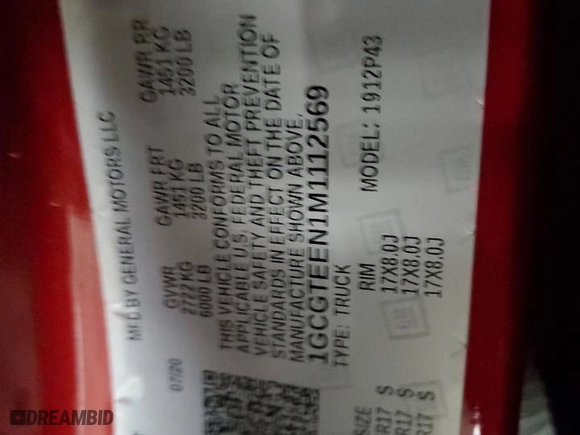 MFD BY GENERAL MOTORS LLC
07/20
GVWR
2722 KG
6000 LB
GAWR FRT
1451 KG
3200 LB
GAWR RR
1451 KG
3200 LB
THIS VEHICLE CONFORMS TO ALL
APPLICABLE U.S. FEDERAL MOTOR
VEHICLE SAFETY AND THEFT PREVENTION
STANDARDS IN EFFECT ON THE DATE OF
MANUFACTURE SHOWN ABOVE.
1GCGTEEN1M1112569
TYPE: TRUCK
MODEL: 1912P43
SIZE RIM
R17 S 17X8.0J
R17 S 17X8.0J
R17 S 17X8.0J
DREAMBID